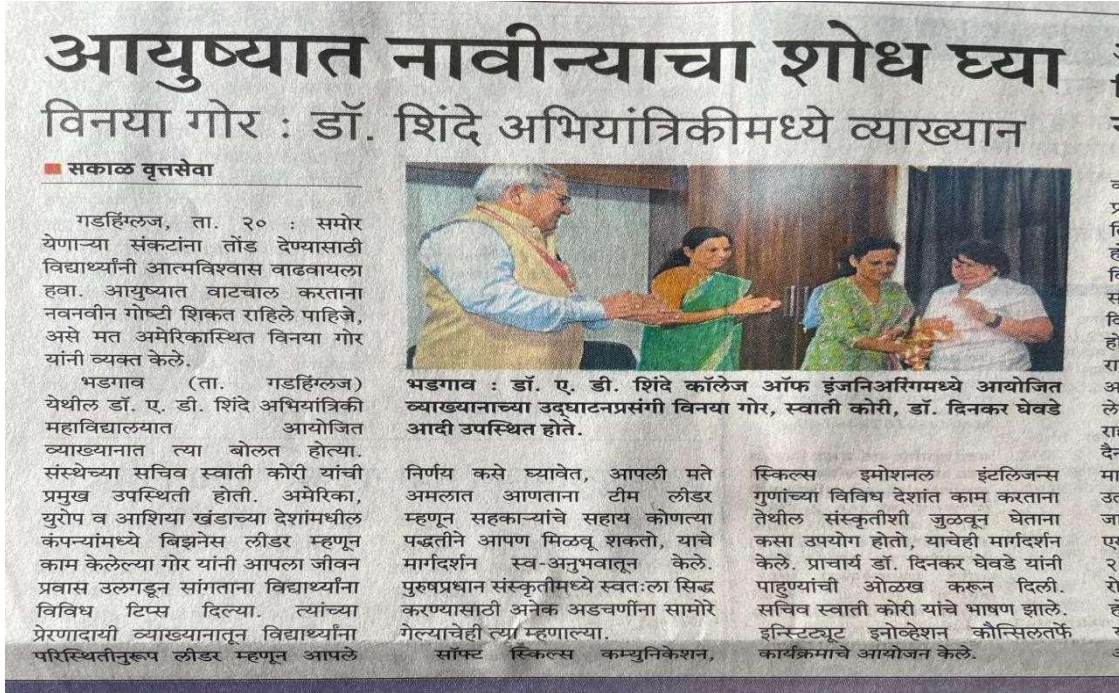 आयुष्यात नावीन्याचा शोध घ्या
विनया गोर : डॉ. शिंदे अभियांत्रिकीमध्ये व्याख्यान
सकाळ वृत्तसेवा
गडहिंग्लज, ता. २० : समोर
येणाऱ्या संकटांना तोंड देण्यासाठी
विद्यार्थ्यांनी आत्मविश्वास वाढवायला
हवा. आयुष्यात वाटचाल करताना
नवनवीन गोष्टी शिकत राहिले पाहिजे,
असे मत अमेरिकास्थित विनया गोर
यांनी व्यक्त केले.
भडगाव (ता. गडहिंग्लज)
येथील डॉ. ए. डी. शिंदे अभियांत्रिकी
महाविद्यालयात आयोजित
व्याख्यानात त्या बोलत होत्या.
संस्थेच्या सचिव स्वाती कोरी यांची
प्रमुख उपस्थिती होती. अमेरिका,
युरोप व आशिया खंडाच्या देशांमधील
कंपन्यांमध्ये बिझनेस लीडर म्हणून
काम केलेल्या गोर यांनी आपला जीवन
प्रवास उलगडून सांगताना विद्यार्थ्यांना
विविध टिप्स दिल्या. त्यांच्या
प्रेरणादायी व्याख्यानातून विद्यार्थ्यांना
परिस्थितीनुरूप लीडर म्हणून आपले
भडगाव : डॉ. ए. डी. शिंदे कॉलेज ऑफ इंजनिअरिंगमध्ये आयोजित
व्याख्यानाच्या उद्‌घाटनप्रसंगी विनया गोर, स्वाती कोरी, डॉ. दिनकर घेवडे
आदी उपस्थित होते.
निर्णय कसे घ्यावेत, आपली मते
अमलात आणताना टीम लीडर
म्हणून सहकाऱ्यांचे सहाय कोणत्या
पद्धतीने आपण मिळवू शकतो, याचे
मार्गदर्शन स्व-अनुभवातून केले.
पुरुषप्रधान संस्कृतीमध्ये स्वतःला सिद्ध
करण्यासाठी अनेक अडचणींना सामोरे
गेल्याचेही त्या म्हणाल्या.
सॉफ्ट स्किल्स कम्युनिकेशन,
स्किल्स इमोशनल इंटलिजन्स
गुणांच्या विविध देशांत काम करताना
तेथील संस्कृतीशी जुळवून घेताना
कसा उपयोग होतो, याचेही मार्गदर्शन
केले. प्राचार्य डॉ. दिनकर घेवडे यांनी
पाहुण्यांची ओळख करून दिली.
सचिव स्वाती कोरी यांचे भाषण झाले.
इन्स्टिट्यूट इनोव्हेशन कौन्सिलतर्फे
कार्यक्रमाचे आयोजन केले.